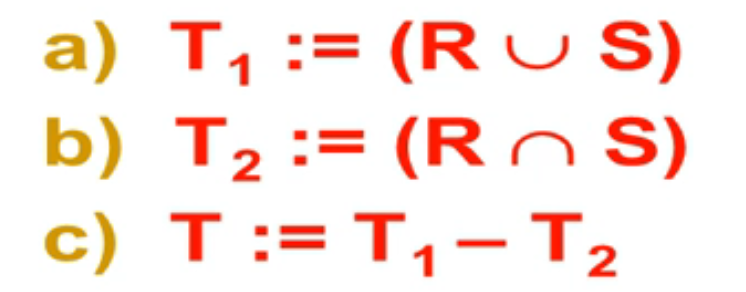 a) T₁ := (R ∪ S)
b) T₂ := (R ∩ S)
c) T := T₁ – T₂